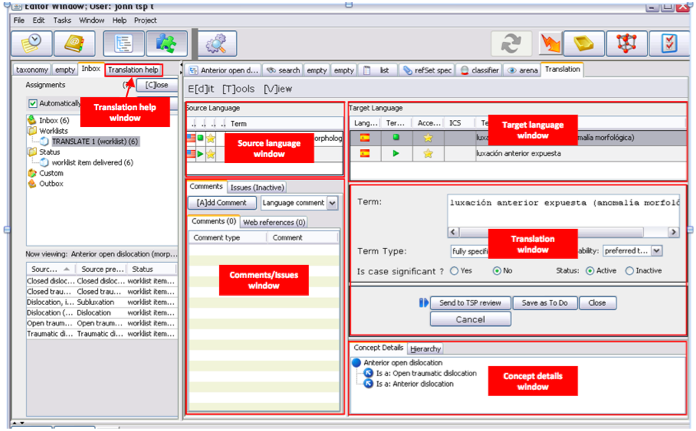 Editor Window; User: john tsp t
File Edit Tasks Window Help Project
taxonomy empty Inbox Translation help
Assignments [C]lose
Automatically
Translation help window
Inbox (6)
Worklists
TRANSLATE 1 (worklist) (6)
Status
worklist item delivered (6)
Custom
Outbox
Now viewing: Anterior open dislocation (morp...
Sourc... Source pre... Status
Closed disloc... Closed disloc... worklist item...
Closed trau... Closed trau... worklist item...
Dislocation, i... Subluxation worklist item...
Dislocation (... Dislocation worklist item...
Open traum... Open traum... worklist item...
Traumatic di... Traumatic di... worklist item...
Anterior open d... search empty empty list refSet spec classifier arena Translation
E[d]it [T]ools [V]iew
Source Language
Term
morpholog
Source language window
Target Language
Lang... Ter... Acce... ICS
Target language window
luxación anterior expuesta
Comments Issues (Inactive)
[A]dd Comment Language comment
Comments (0) Web references (0)
Comment type Comment
Comments/Issues window
Term: luxación anterior expuesta (anomalía morfoló
Translation window
Term Type: fully specifi ability: preferred t...
Is case significant ? Yes No Status: Active Inactive
Send to TSP review Save as To Do Close
Cancel
Concept Details Hierarchy
Anterior open dislocation
Is a: Open traumatic dislocation
Is a: Anterior dislocation
Concept details window